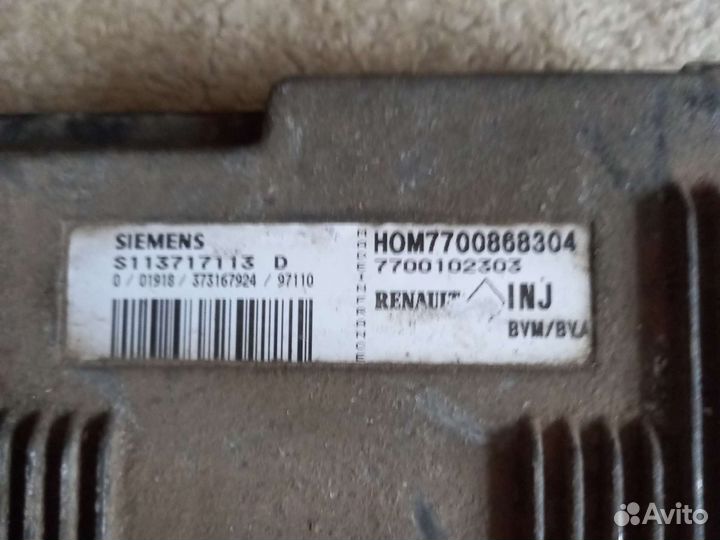 SIEMENS
S113717113 D
0 / 01918 / 373167924 / 97110
MADE IN FRANCE
HOM7700868304
7700102303
RENAULT INJ
BVM/BVA
Avito